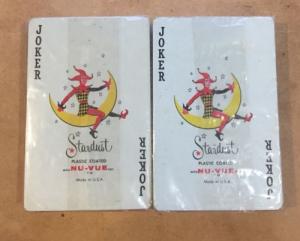 JOKER
Stardust
PLASTIC COATED
NU-VUE
Made in U.S.A.
JOKER
JOKER
Stardust
PLASTIC COATED
NU-VUE
Made in U.S.A.
JOKER